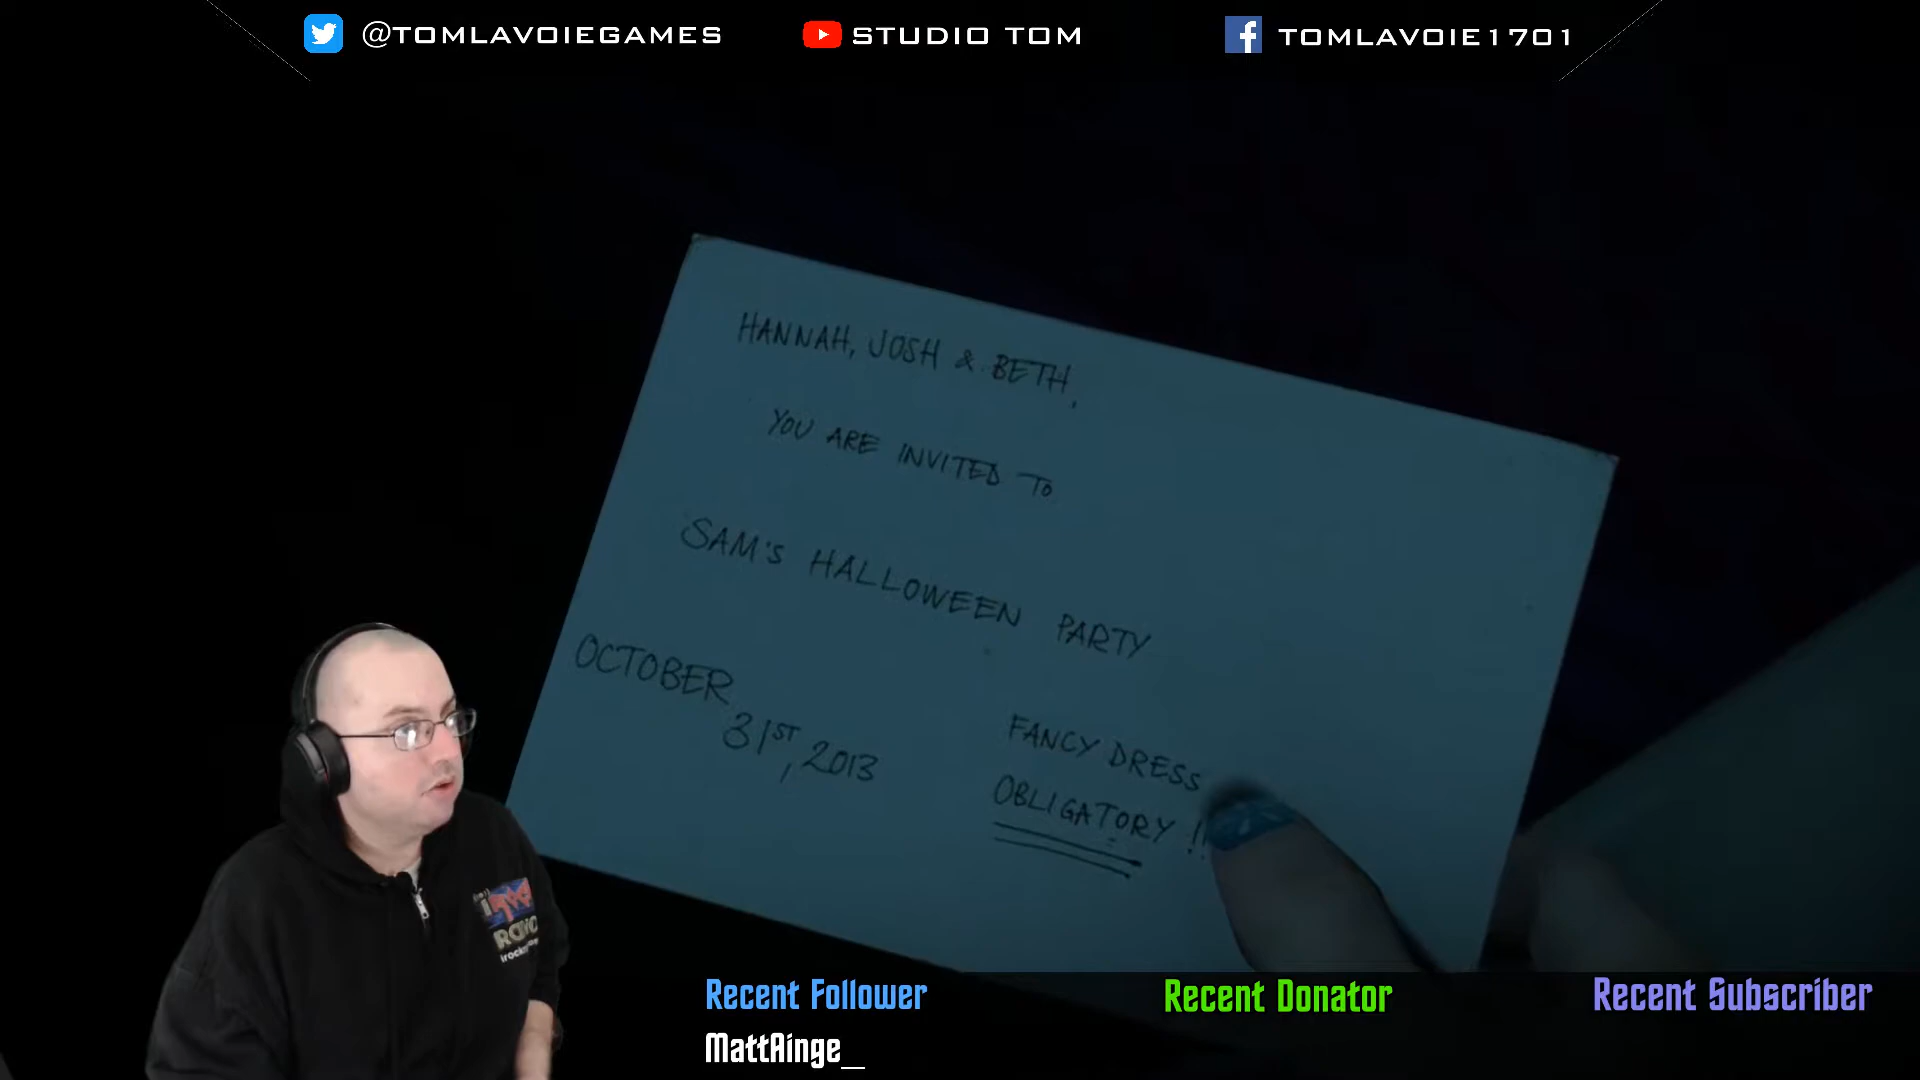 @TOMLAVOIEGAMES
STUDIO TOM
TOMLAVOIE1701
HANNAH, JOSH & BETH,
YOU ARE INVITED TO
SAM'S HALLOWEEN PARTY
OCTOBER
31ST, 2013
FANCY DRESS
OBLIGATORY !!
Recent Follower
MattAinge_
Recent Donator
Recent Subscriber